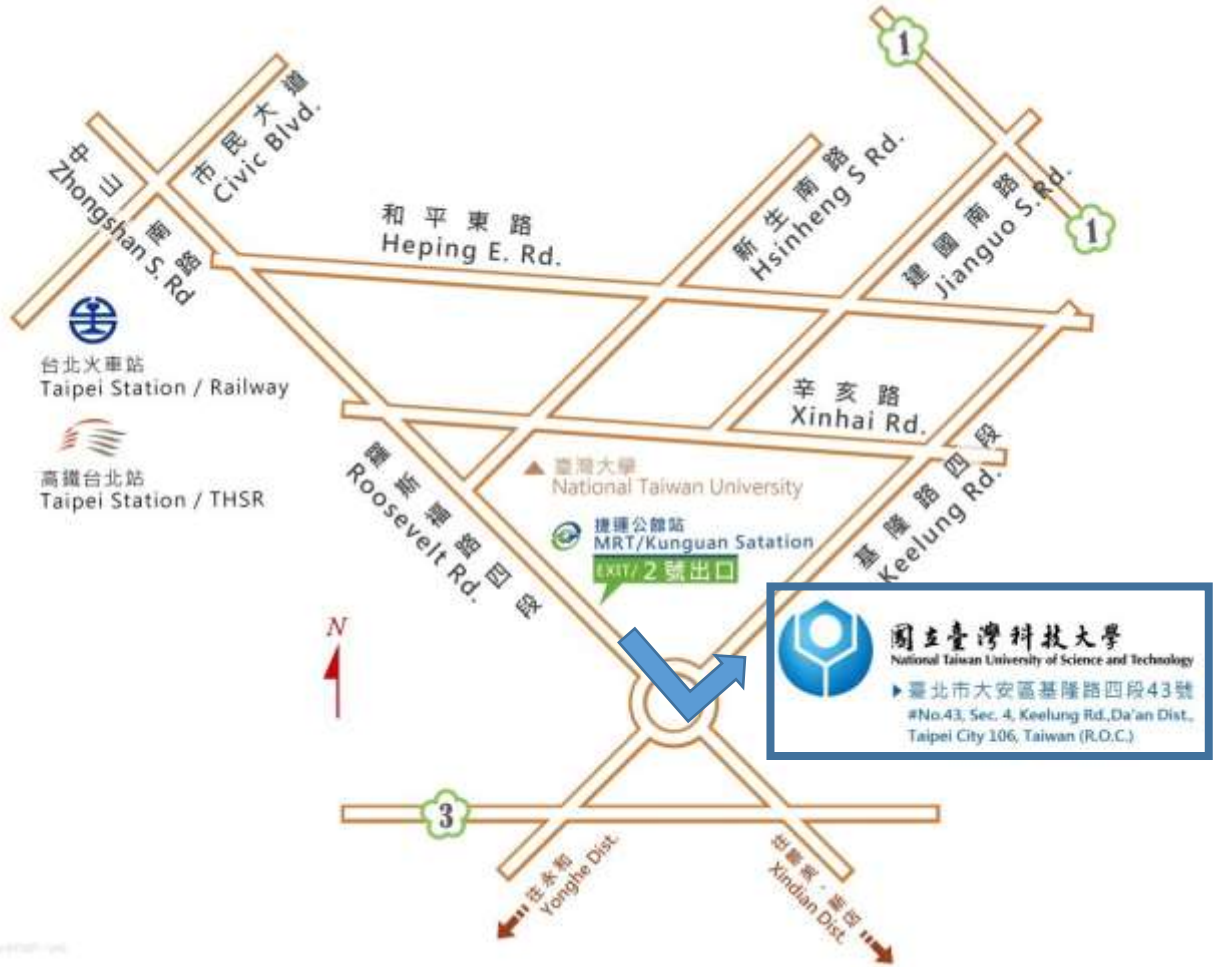 1
市民大道
Civic Blvd.
中山南路
Zhongshan S. Rd
和平東路
Heping E. Rd.
新生南路
Hsinheng S Rd.
建國南路
Jianguo S. Rd.
1
台北火車站
Taipei Station / Railway
高鐵台北站
Taipei Station / THSR
辛亥路
Xinhai Rd.
臺灣大學
National Taiwan University
羅斯福路四段
Roosevelt Rd.
捷運公館站
MRT/Kunguan Satation
EXIT/ 2 號出口
基隆路四段
Keelung Rd.
N
國立臺灣科技大學
National Taiwan University of Science and Technology
臺北市大安區基隆路四段43號
#No.43, Sec. 4, Keelung Rd.,Da'an Dist.,
Taipei City 106, Taiwan (R.O.C.)
3
往永和
Yonghe Dist.
Xindian Dist.